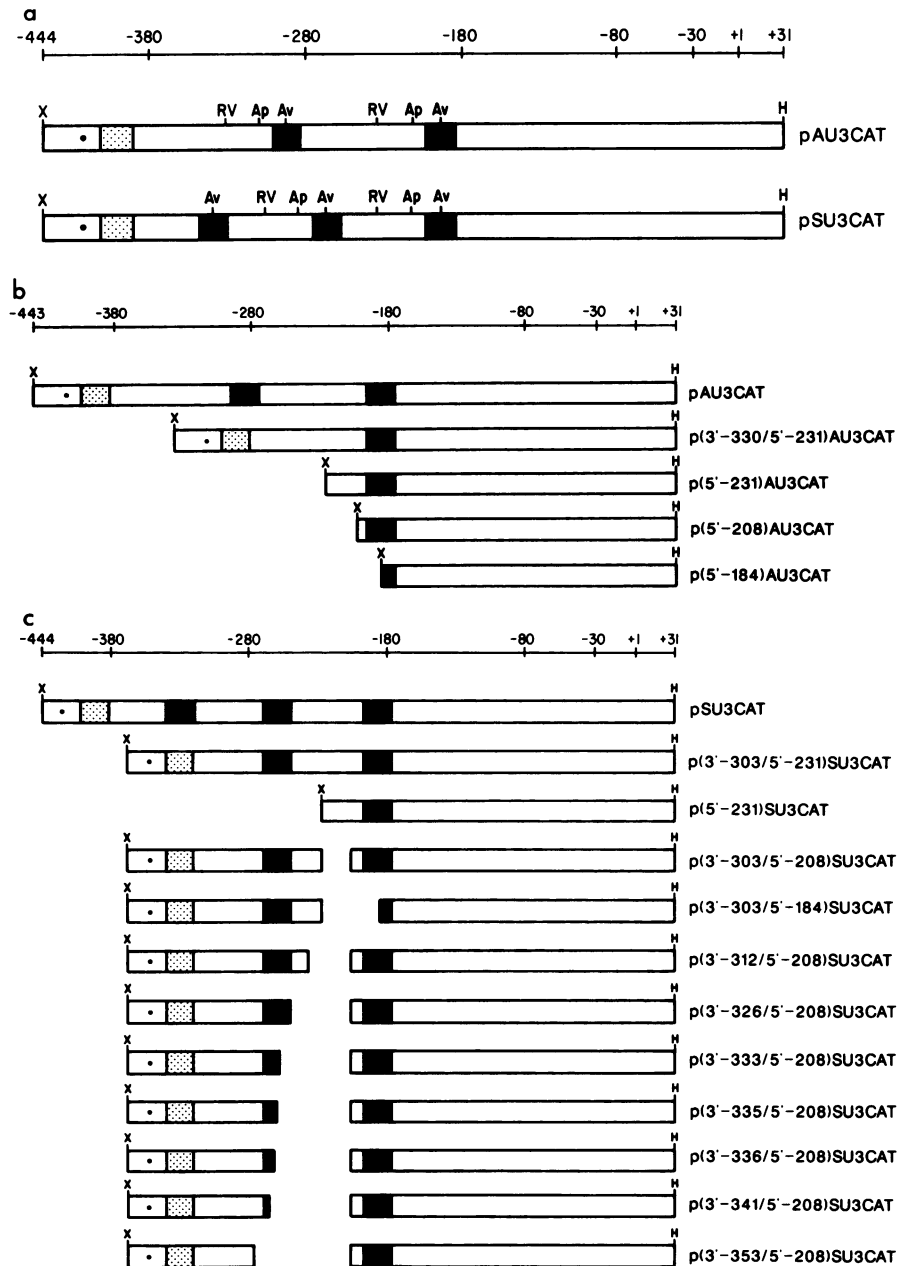 a
-444 -380 -280 -180 -80 -30 +1 +31
X RV Ap Av RV Ap Av H
pAU3CAT
X Av RV Ap Av RV Ap Av H
pSU3CAT
b
-443 -380 -280 -180 -80 -30 +1 +31
X H
pAU3CAT
X H
p(3'-330/5'-231)AU3CAT
X H
p(5'-231)AU3CAT
X H
p(5'-208)AU3CAT
X H
p(5'-184)AU3CAT
c
-444 -380 -280 -180 -80 -30 +1 +31
X H
pSU3CAT
X H
p(3'-303/5'-231)SU3CAT
X H
p(5'-231)SU3CAT
X H
p(3'-303/5'-208)SU3CAT
X H
p(3'-303/5'-184)SU3CAT
X H
p(3'-312/5'-208)SU3CAT
X H
p(3'-326/5'-208)SU3CAT
X H
p(3'-333/5'-208)SU3CAT
X H
p(3'-335/5'-208)SU3CAT
X H
p(3'-336/5'-208)SU3CAT
X H
p(3'-341/5'-208)SU3CAT
X H
p(3'-353/5'-208)SU3CAT